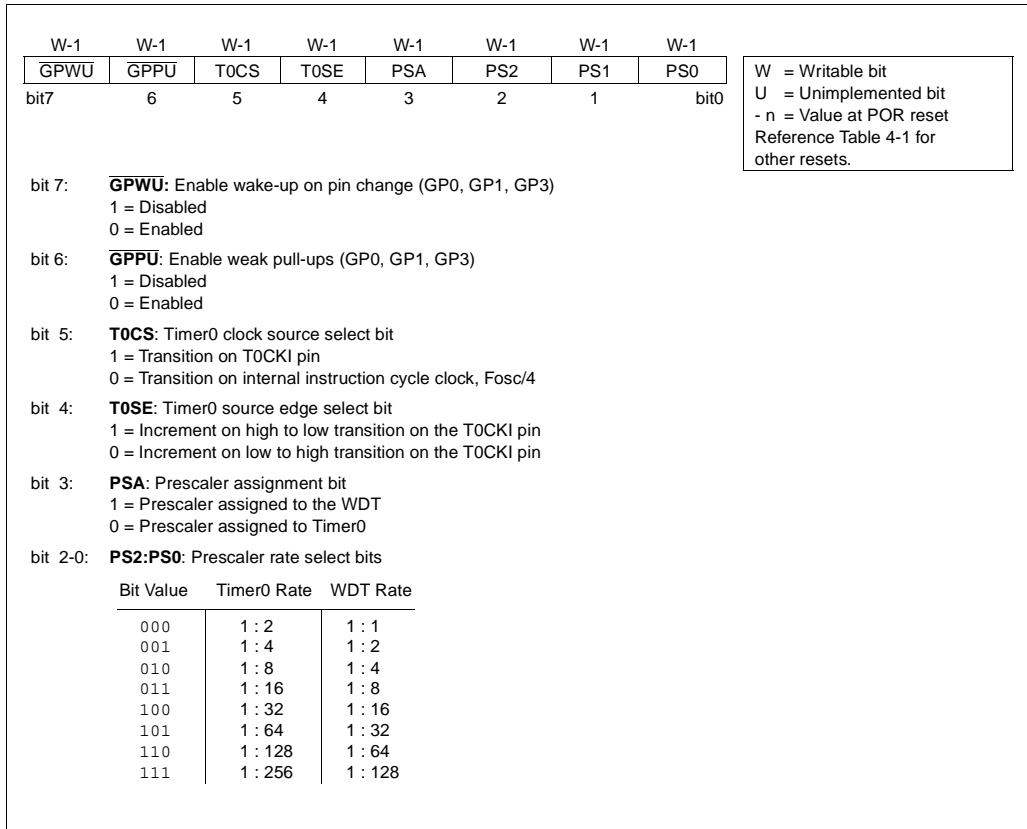 W-1 W-1 W-1 W-1 W-1 W-1 W-1 W-1
GPWU GPPU T0CS T0SE PSA PS2 PS1 PS0
bit7 6 5 4 3 2 1 bit0
W = Writable bit
U = Unimplemented bit
- n = Value at POR reset
Reference Table 4-1 for
other resets.
bit 7: GPWU: Enable wake-up on pin change (GP0, GP1, GP3)
1 = Disabled
0 = Enabled
bit 6: GPPU: Enable weak pull-ups (GP0, GP1, GP3)
1 = Disabled
0 = Enabled
bit 5: T0CS: Timer0 clock source select bit
1 = Transition on T0CKI pin
0 = Transition on internal instruction cycle clock, Fosc/4
bit 4: T0SE: Timer0 source edge select bit
1 = Increment on high to low transition on the T0CKI pin
0 = Increment on low to high transition on the T0CKI pin
bit 3: PSA: Prescaler assignment bit
1 = Prescaler assigned to the WDT
0 = Prescaler assigned to Timer0
bit 2-0: PS2:PS0: Prescaler rate select bits
Bit Value Timer0 Rate WDT Rate
000 1 : 2 1 : 1
001 1 : 4 1 : 2
010 1 : 8 1 : 4
011 1 : 16 1 : 8
100 1 : 32 1 : 16
101 1 : 64 1 : 32
110 1 : 128 1 : 64
111 1 : 256 1 : 128